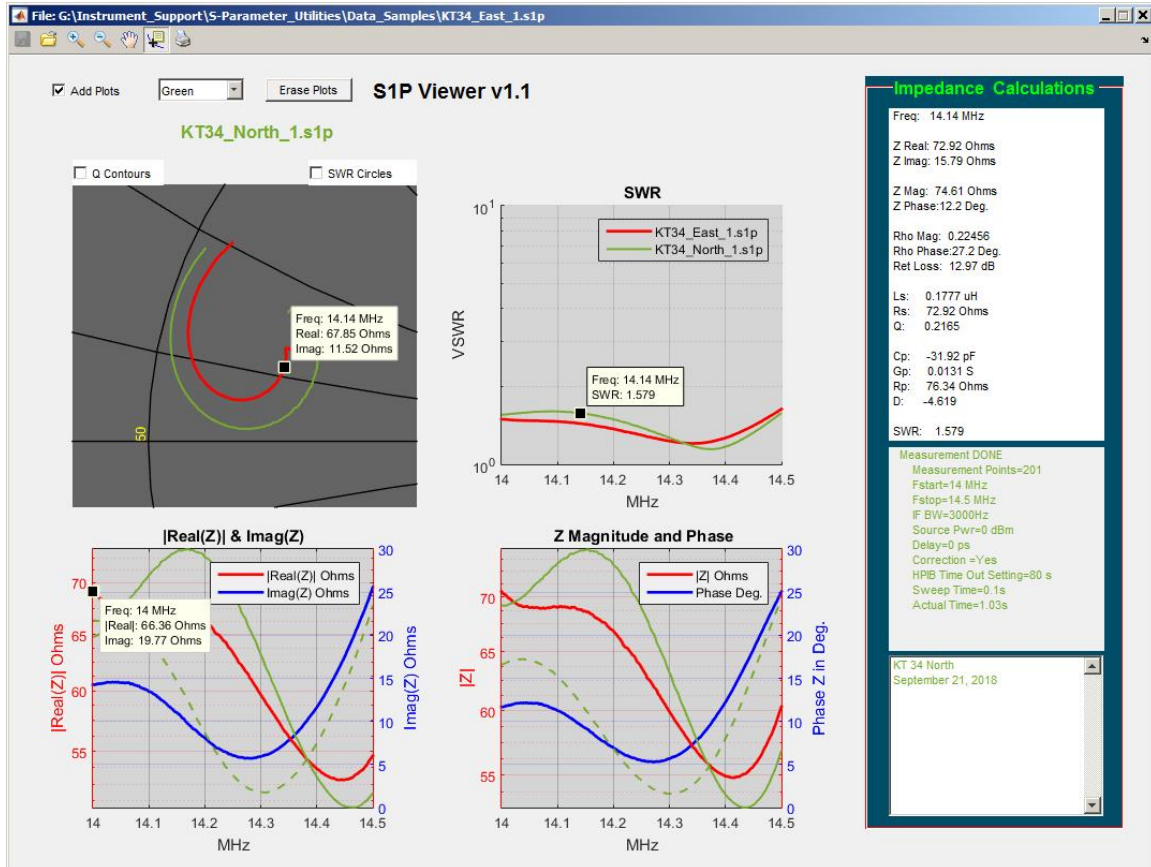 File: G:\Instrument_Support\S-Parameter_Utilities\Data_Samples\KT34_East_1.s1p
Add Plots
Green
Erase Plots
S1P Viewer v1.1
KT34_North_1.s1p
Q Contours
SWR Circles
Freq: 14.14 MHz
Real: 67.85 Ohms
Imag: 11.52 Ohms
50
SWR
10^1
10^0
VSWR
KT34_East_1.s1p
KT34_North_1.s1p
Freq: 14.14 MHz
SWR: 1.579
14 14.1 14.2 14.3 14.4 14.5
MHz
|Real(Z)| & Imag(Z)
|Real(Z)| Ohms
70
65
60
55
|Real(Z)| Ohms
Imag(Z) Ohms
Freq: 14 MHz
|Real|: 66.36 Ohms
Imag: 19.77 Ohms
30
25
20
15
10
5
0
Imag(Z) Ohms
14 14.1 14.2 14.3 14.4 14.5
MHz
Z Magnitude and Phase
|Z|
70
65
60
55
|Z| Ohms
Phase Deg.
30
25
20
15
10
5
0
Phase Z in Deg.
14 14.1 14.2 14.3 14.4 14.5
MHz
Impedance Calculations
Freq: 14.14 MHz
Z Real: 72.92 Ohms
Z Imag: 15.79 Ohms
Z Mag: 74.61 Ohms
Z Phase:12.2 Deg.
Rho Mag: 0.22456
Rho Phase:27.2 Deg.
Ret Loss: 12.97 dB
Ls: 0.1777 uH
Rs: 72.92 Ohms
Q: 0.2165
Cp: -31.92 pF
Gp: 0.0131 S
Rp: 76.34 Ohms
D: -4.619
SWR: 1.579
Measurement DONE
Measurement Points=201
Fstart=14 MHz
Fstop=14.5 MHz
IF BW=3000Hz
Source Pwr=0 dBm
Delay=0 ps
Correction =Yes
HPIB Time Out Setting=80 s
Sweep Time=0.1s
Actual Time=1.03s
KT 34 North
September 21, 2018